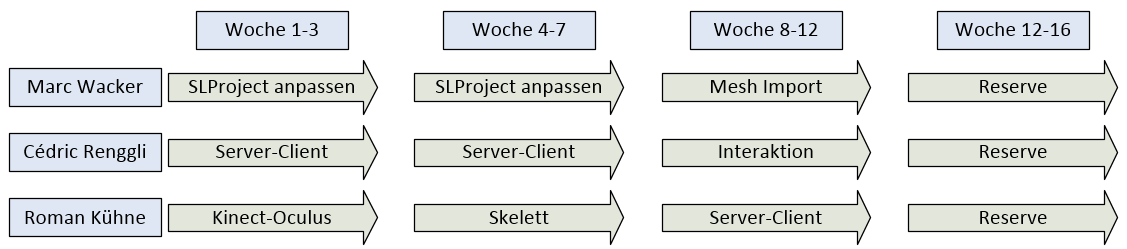 Woche 1-3
Woche 4-7
Woche 8-12
Woche 12-16
Marc Wacker
SLProject anpassen
SLProject anpassen
Mesh Import
Reserve
Cédric Renggli
Server-Client
Server-Client
Interaktion
Reserve
Roman Kühne
Kinect-Oculus
Skelett
Server-Client
Reserve